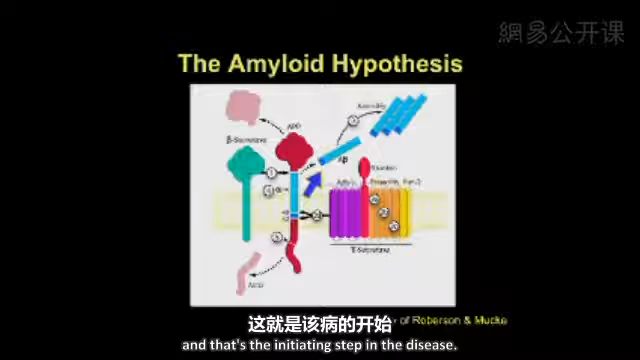 網易公开课
The Amyloid Hypothesis
APP
β-Secretase
Assembly
Aβ
γ-Secretase
这就是该病的开始
of Roberson & Mucke
and that's the initiating step in the disease.